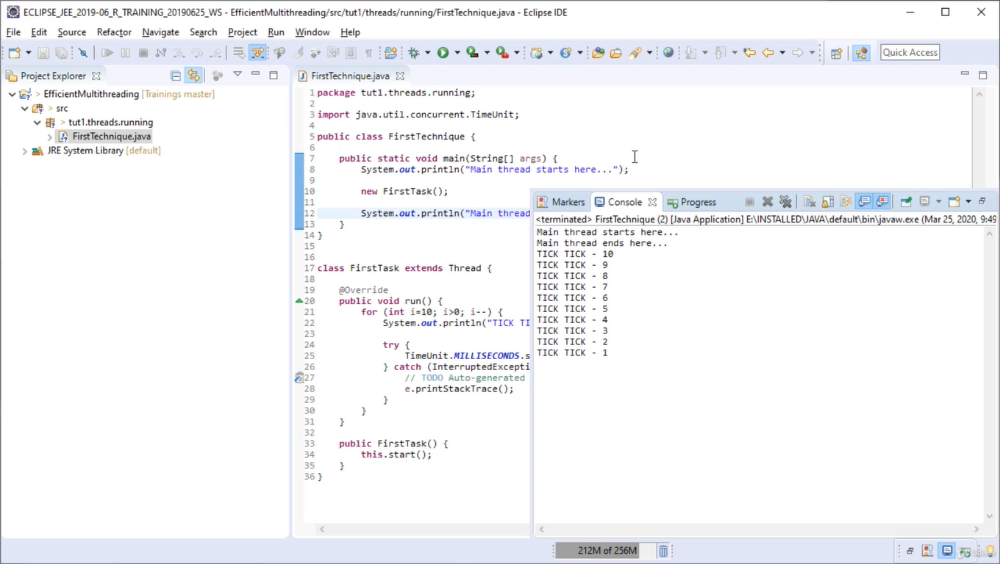 ECLIPSE_JEE_2019-06_R_TRAINING_20190625_WS - EfficientMultithreading/src/tut1/threads/running/FirstTechnique.java - Eclipse IDE
File Edit Source Refactor Navigate Search Project Run Window Help
Quick Access
Project Explorer
> EfficientMultithreading [Trainings master]
> src
> tut1.threads.running
FirstTechnique.java
JRE System Library [default]
FirstTechnique.java
1 package tut1.threads.running;
2
3 import java.util.concurrent.TimeUnit;
4
5 public class FirstTechnique {
6
7 public static void main(String[] args) {
8 System.out.println("Main thread starts here...");
9
10 new FirstTask();
11
12 System.out.println("Main thread
13 }
14 }
15
16
17 class FirstTask extends Thread {
18
19 @Override
20 public void run() {
21 for (int i=10; i>0; i--) {
22 System.out.println("TICK TI
23
24 try {
25 TimeUnit.MILLISECONDS.s
26 } catch (InterruptedExcepti
27 // TODO Auto-generated
28 e.printStackTrace();
29 }
30 }
31 }
32
33 public FirstTask() {
34 this.start();
35 }
36 }
Markers Console Progress
<terminated> FirstTechnique (2) [Java Application] E:\INSTALLED\JAVA\default\bin\javaw.exe (Mar 25, 2020, 9:49
Main thread starts here...
Main thread ends here...
TICK TICK - 10
TICK TICK - 9
TICK TICK - 8
TICK TICK - 7
TICK TICK - 6
TICK TICK - 5
TICK TICK - 4
TICK TICK - 3
TICK TICK - 2
TICK TICK - 1
212M of 256M